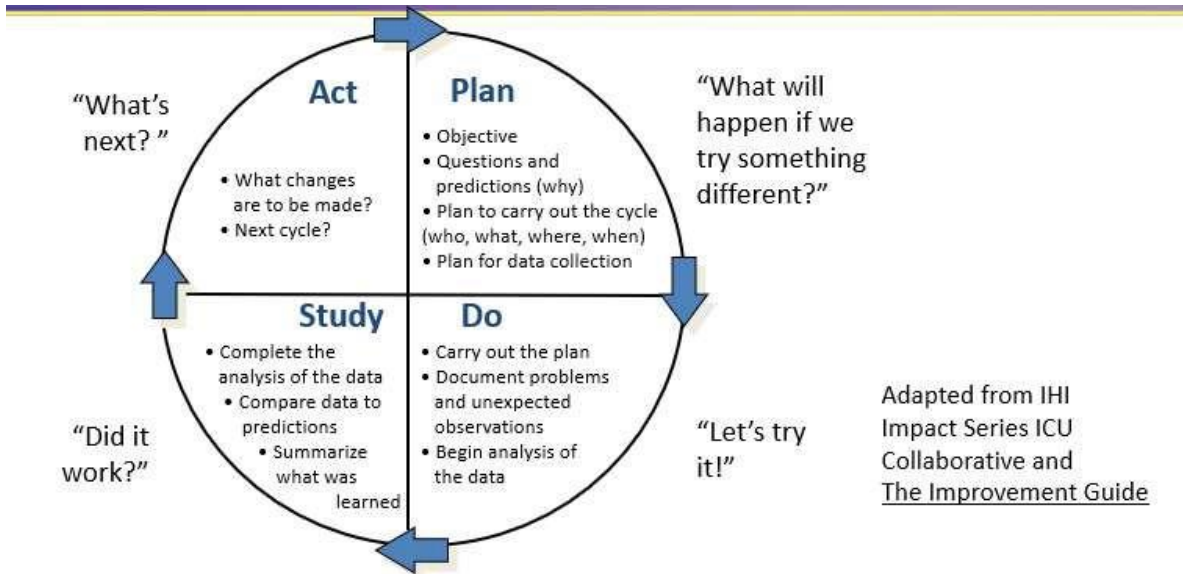 “What’s
next? ”
Act
• What changes
are to be made?
• Next cycle?
Plan
• Objective
• Questions and
predictions (why)
• Plan to carry out the cycle
(who, what, where, when)
• Plan for data collection
“What will
happen if we
try something
different?”
“Did it
work?”
Study
• Complete the
analysis of the data
• Compare data to
predictions
• Summarize
what was
learned
Do
• Carry out the plan
• Document problems
and unexpected
observations
• Begin analysis of
the data
“Let’s try
it!”
Adapted from IHI
Impact Series ICU
Collaborative and
The Improvement Guide